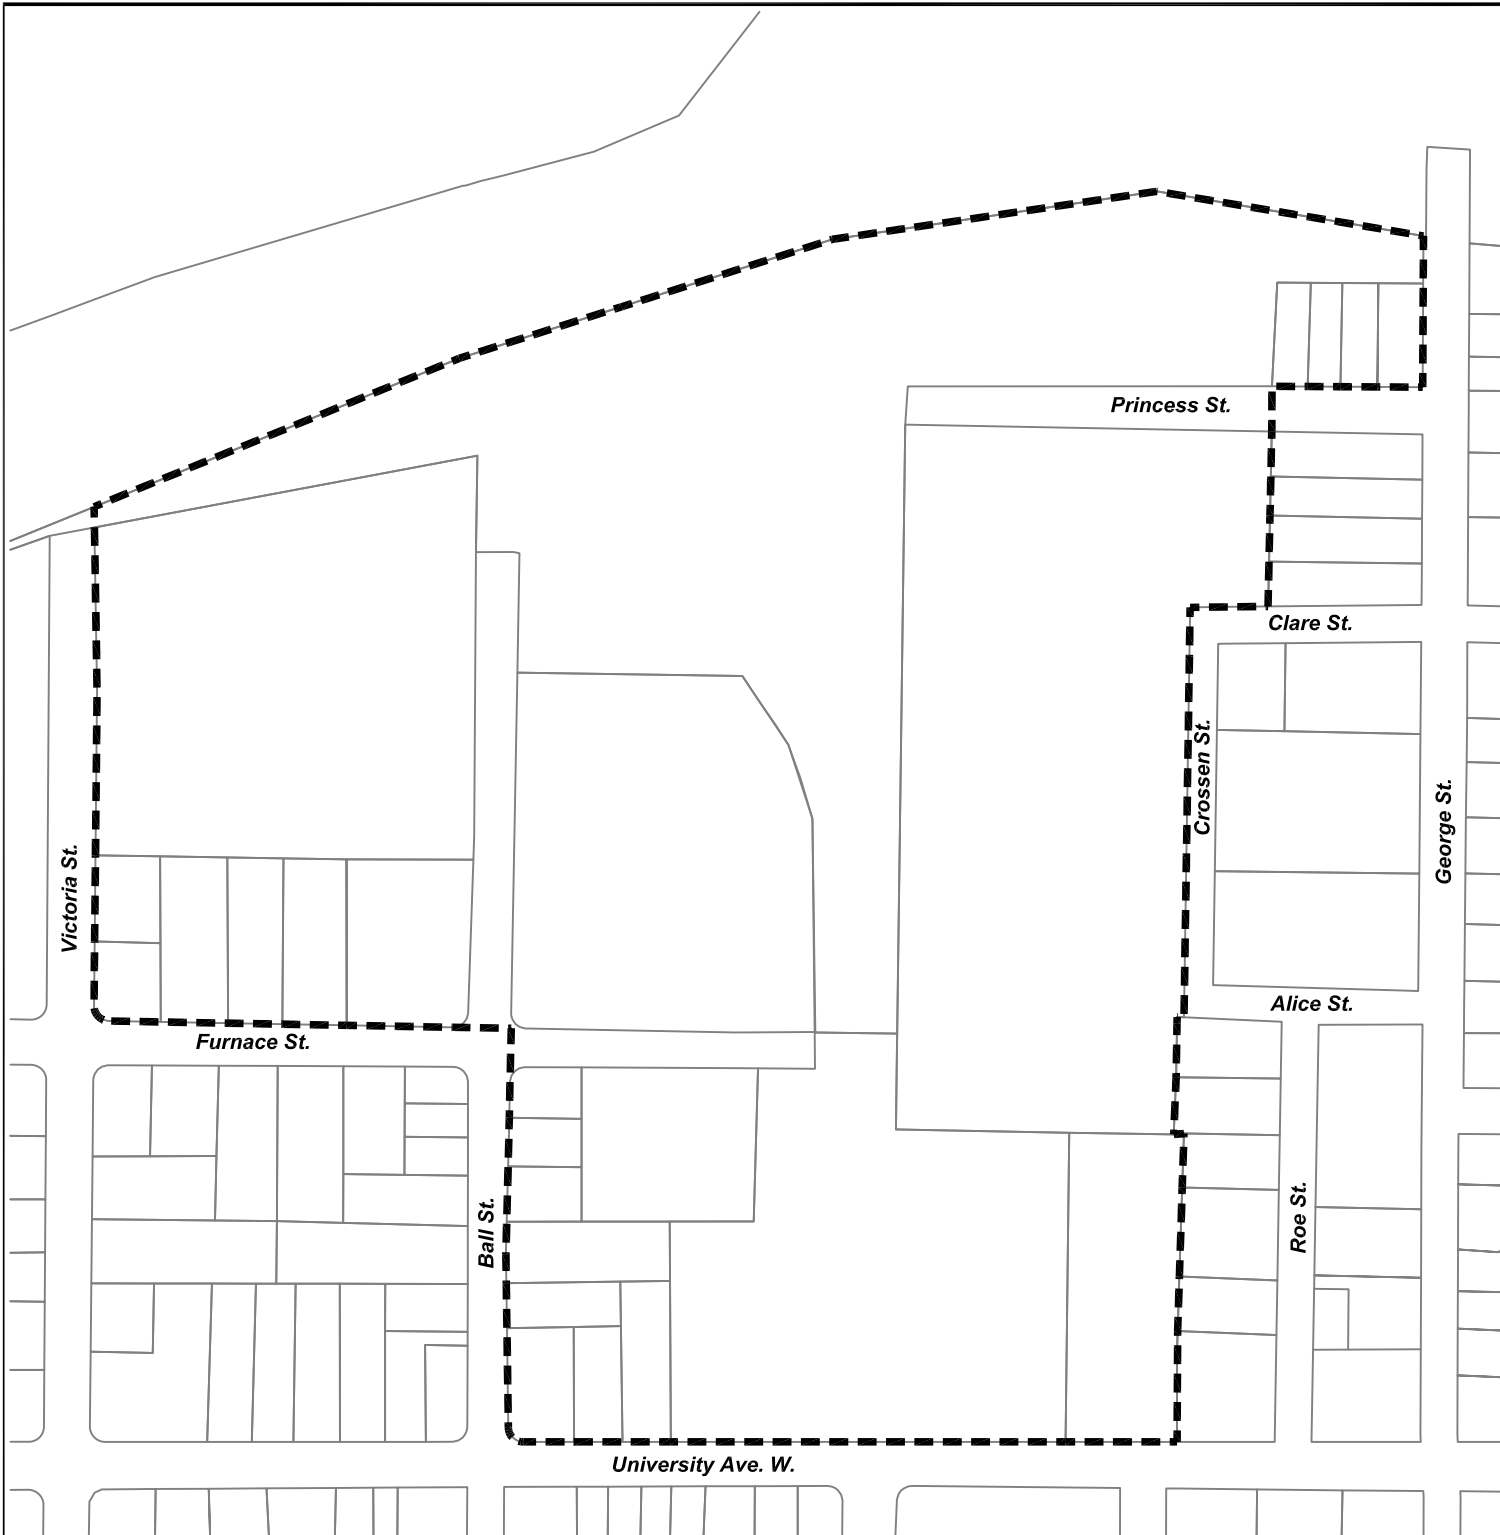 Princess St.
Clare St.
Crossen St.
George St.
Victoria St.
Alice St.
Furnace St.
Ball St.
Roe St.
University Ave. W.